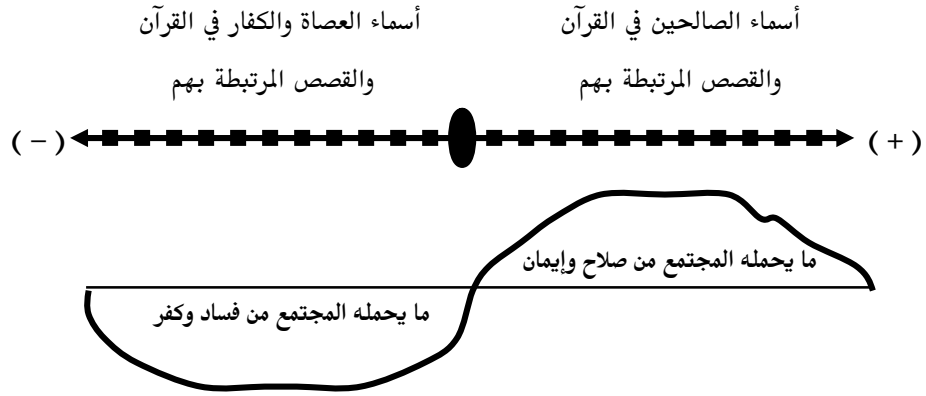 أسماء الصالحين في القرآن
والقصص المرتبطة بهم
أسماء العصاة والكفار في القرآن
والقصص المرتبطة بهم
( + )
( − )
ما يحمله المجتمع من صلاح وإيمان
ما يحمله المجتمع من فساد وكفر